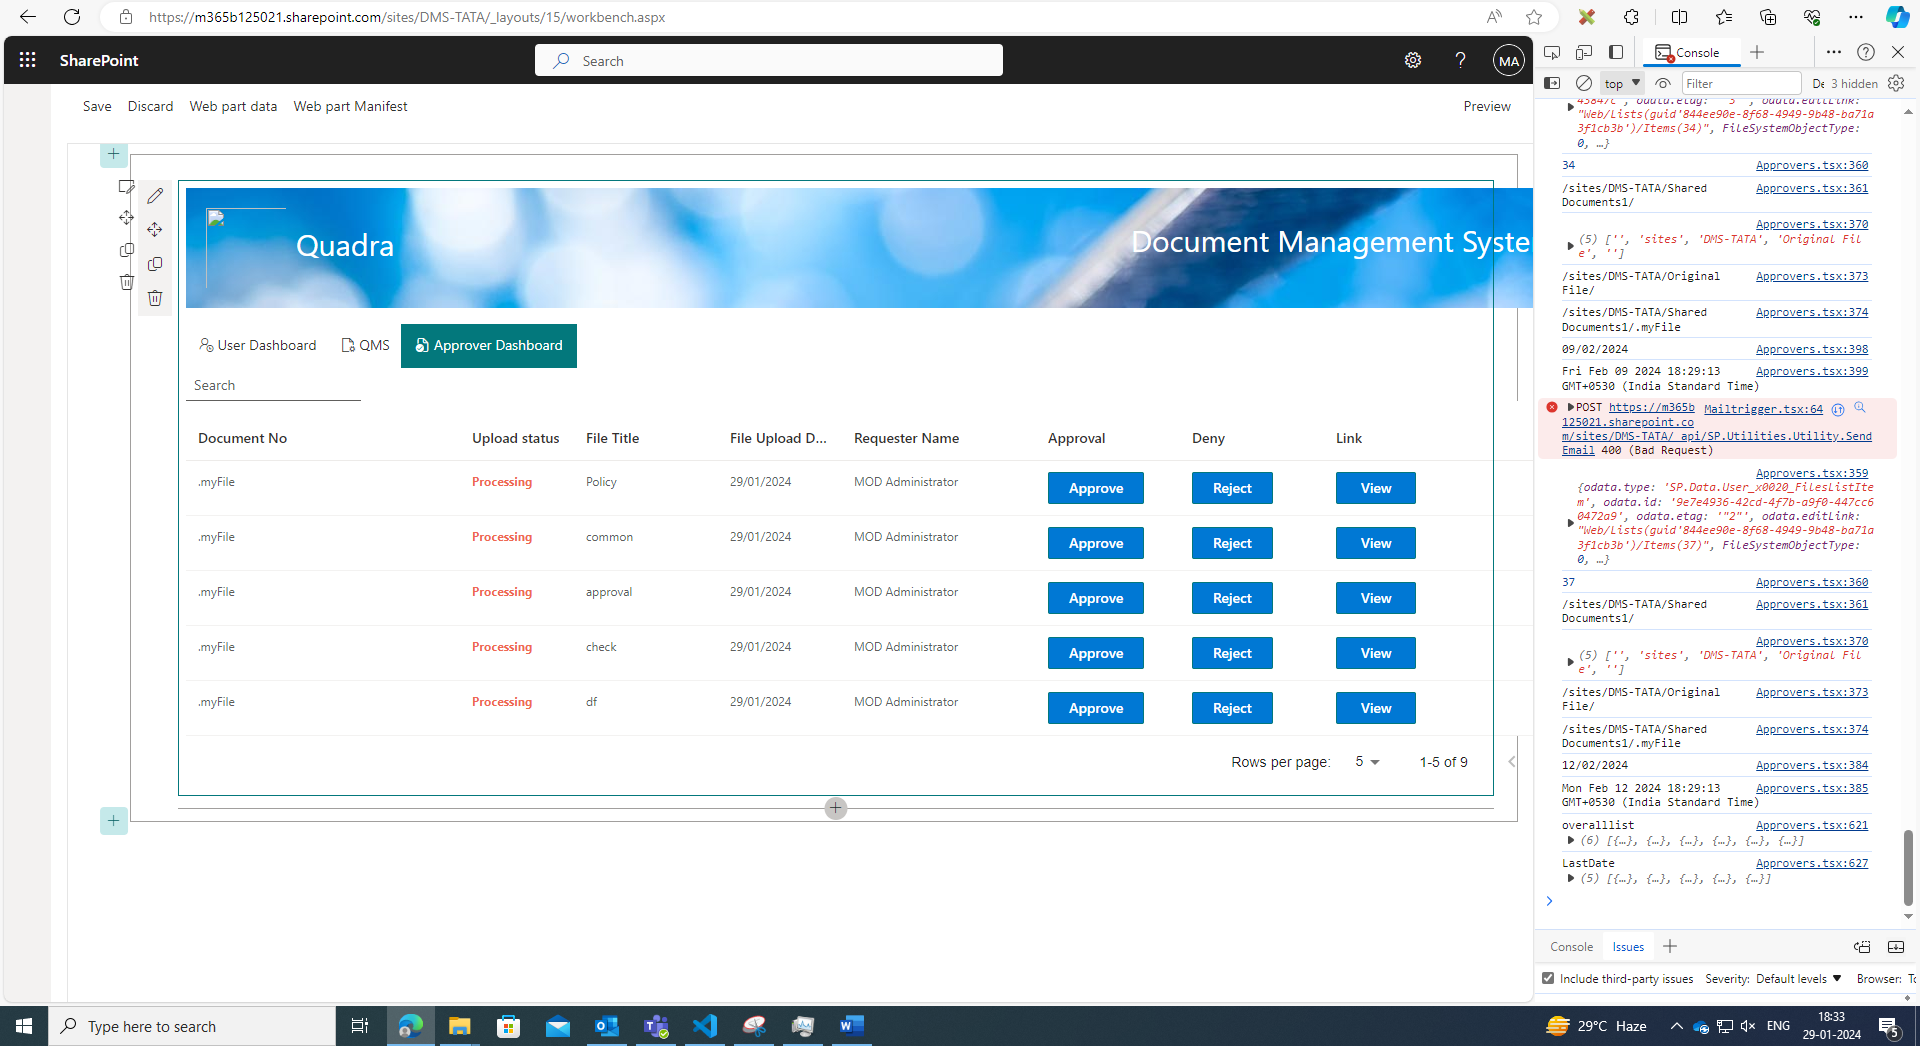 https://m365b125021.sharepoint.com/sites/DMS-TATA/_layouts/15/workbench.aspx
SharePoint
Search
MA
Save Discard Web part data Web part Manifest
Preview
Quadra
Document Management Syste
User Dashboard QMS Approver Dashboard
Search
Document No Upload status File Title File Upload D... Requester Name Approval Deny Link
.myFile Processing Policy 29/01/2024 MOD Administrator Approve Reject View
.myFile Processing common 29/01/2024 MOD Administrator Approve Reject View
.myFile Processing approval 29/01/2024 MOD Administrator Approve Reject View
.myFile Processing check 29/01/2024 MOD Administrator Approve Reject View
.myFile Processing df 29/01/2024 MOD Administrator Approve Reject View
Rows per page: 5 1-5 of 9
Console
top Filter De 3 hidden
43847c', odata.etag: '"3"', odata.editLink:
"Web/Lists(guid'844ee90e-8f68-4949-9b48-ba71a
3f1cb3b')/Items(34)", FileSystemObjectType:
0, …}
34 Approvers.tsx:360
/sites/DMS-TATA/Shared Approvers.tsx:361
Documents1/
Approvers.tsx:370
(5) ['', 'sites', 'DMS-TATA', 'Original Fil
e', '']
/sites/DMS-TATA/Original Approvers.tsx:373
File/
/sites/DMS-TATA/Shared Approvers.tsx:374
Documents1/.myFile
09/02/2024 Approvers.tsx:398
Fri Feb 09 2024 18:29:13 Approvers.tsx:399
GMT+0530 (India Standard Time)
POST https://m365b Mailtrigger.tsx:64
125021.sharepoint.co
m/sites/DMS-TATA/_api/SP.Utilities.Utility.Send
Email 400 (Bad Request)
Approvers.tsx:359
{odata.type: 'SP.Data.User_x0020_FilesListIte
m', odata.id: '9e7e4936-42cd-4f7b-a9f0-447cc6
0472a9', odata.etag: '"2"', odata.editLink:
"Web/Lists(guid'844ee90e-8f68-4949-9b48-ba71a
3f1cb3b')/Items(37)", FileSystemObjectType:
0, …}
37 Approvers.tsx:360
/sites/DMS-TATA/Shared Approvers.tsx:361
Documents1/
Approvers.tsx:370
(5) ['', 'sites', 'DMS-TATA', 'Original Fil
e', '']
/sites/DMS-TATA/Original Approvers.tsx:373
File/
/sites/DMS-TATA/Shared Approvers.tsx:374
Documents1/.myFile
12/02/2024 Approvers.tsx:384
Mon Feb 12 2024 18:29:13 Approvers.tsx:385
GMT+0530 (India Standard Time)
overalllist Approvers.tsx:621
(6) [{…}, {…}, {…}, {…}, {…}, {…}]
LastDate Approvers.tsx:627
(5) [{…}, {…}, {…}, {…}, {…}]
Console Issues
Include third-party issues Severity: Default levels Browser: To
Type here to search
29°C Haze
ENG
18:33
29-01-2024
5